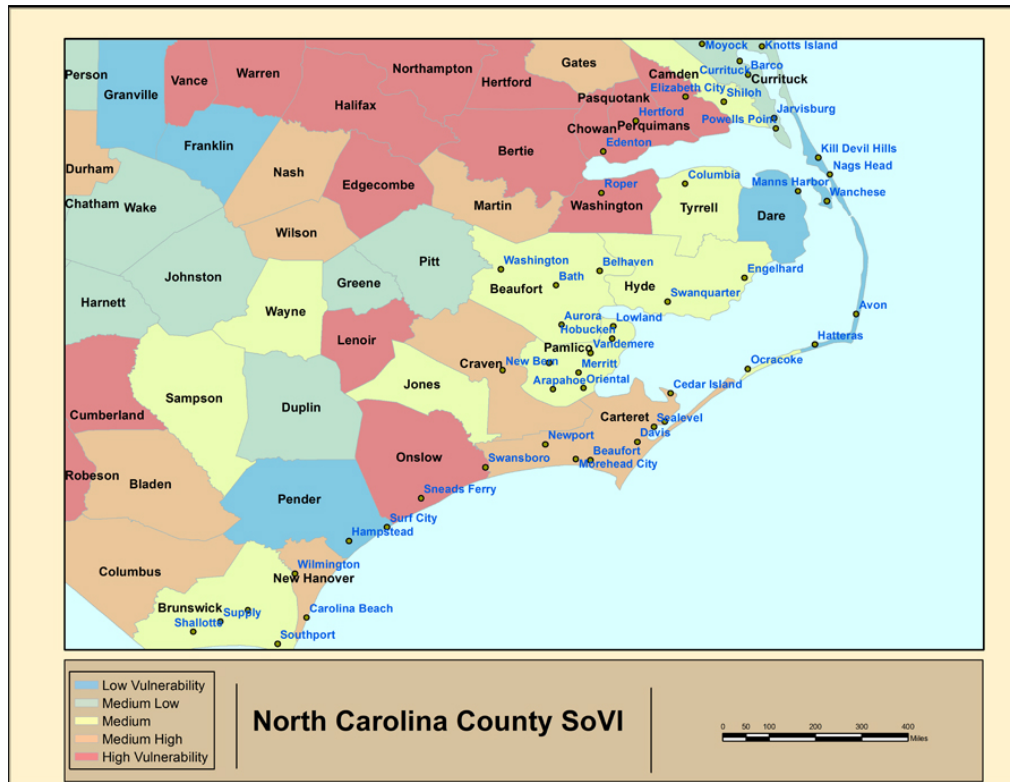 Moyock
Knotts Island
Person
Granville
Vance
Warren
Northampton
Hertford
Gates
Camden
Currituck
Barco
Currituck
Elizabeth City
Shiloh
Pasquotank
Halifax
Hertford
Powells Point
Jarvisburg
Chowan
Perquimans
Franklin
Bertie
Edenton
Kill Devil Hills
Durham
Nash
Nags Head
Edgecombe
Roper
Columbia
Manns Harbor
Wanchese
Chatham
Wake
Martin
Washington
Tyrrell
Dare
Wilson
Pitt
Johnston
Washington
Belhaven
Engelhard
Greene
Bath
Beaufort
Hyde
Harnett
Swanquarter
Wayne
Aurora
Lowland
Avon
Hobucken
Lenoir
Pamlico
Vandemere
Hatteras
Craven
New Bern
Merritt
Ocracoke
Jones
Arapahoe
Oriental
Cedar Island
Sampson
Duplin
Cumberland
Carteret
Sealevel
Newport
Davis
Onslow
Beaufort
Swansboro
Morehead City
Robeson
Bladen
Pender
Sneads Ferry
Surf City
Hampstead
Columbus
Wilmington
New Hanover
Brunswick
Supply
Carolina Beach
Shallotte
Southport
Low Vulnerability
Medium Low
Medium
Medium High
High Vulnerability
North Carolina County SoVI
0 50 100 200 300 400
Miles